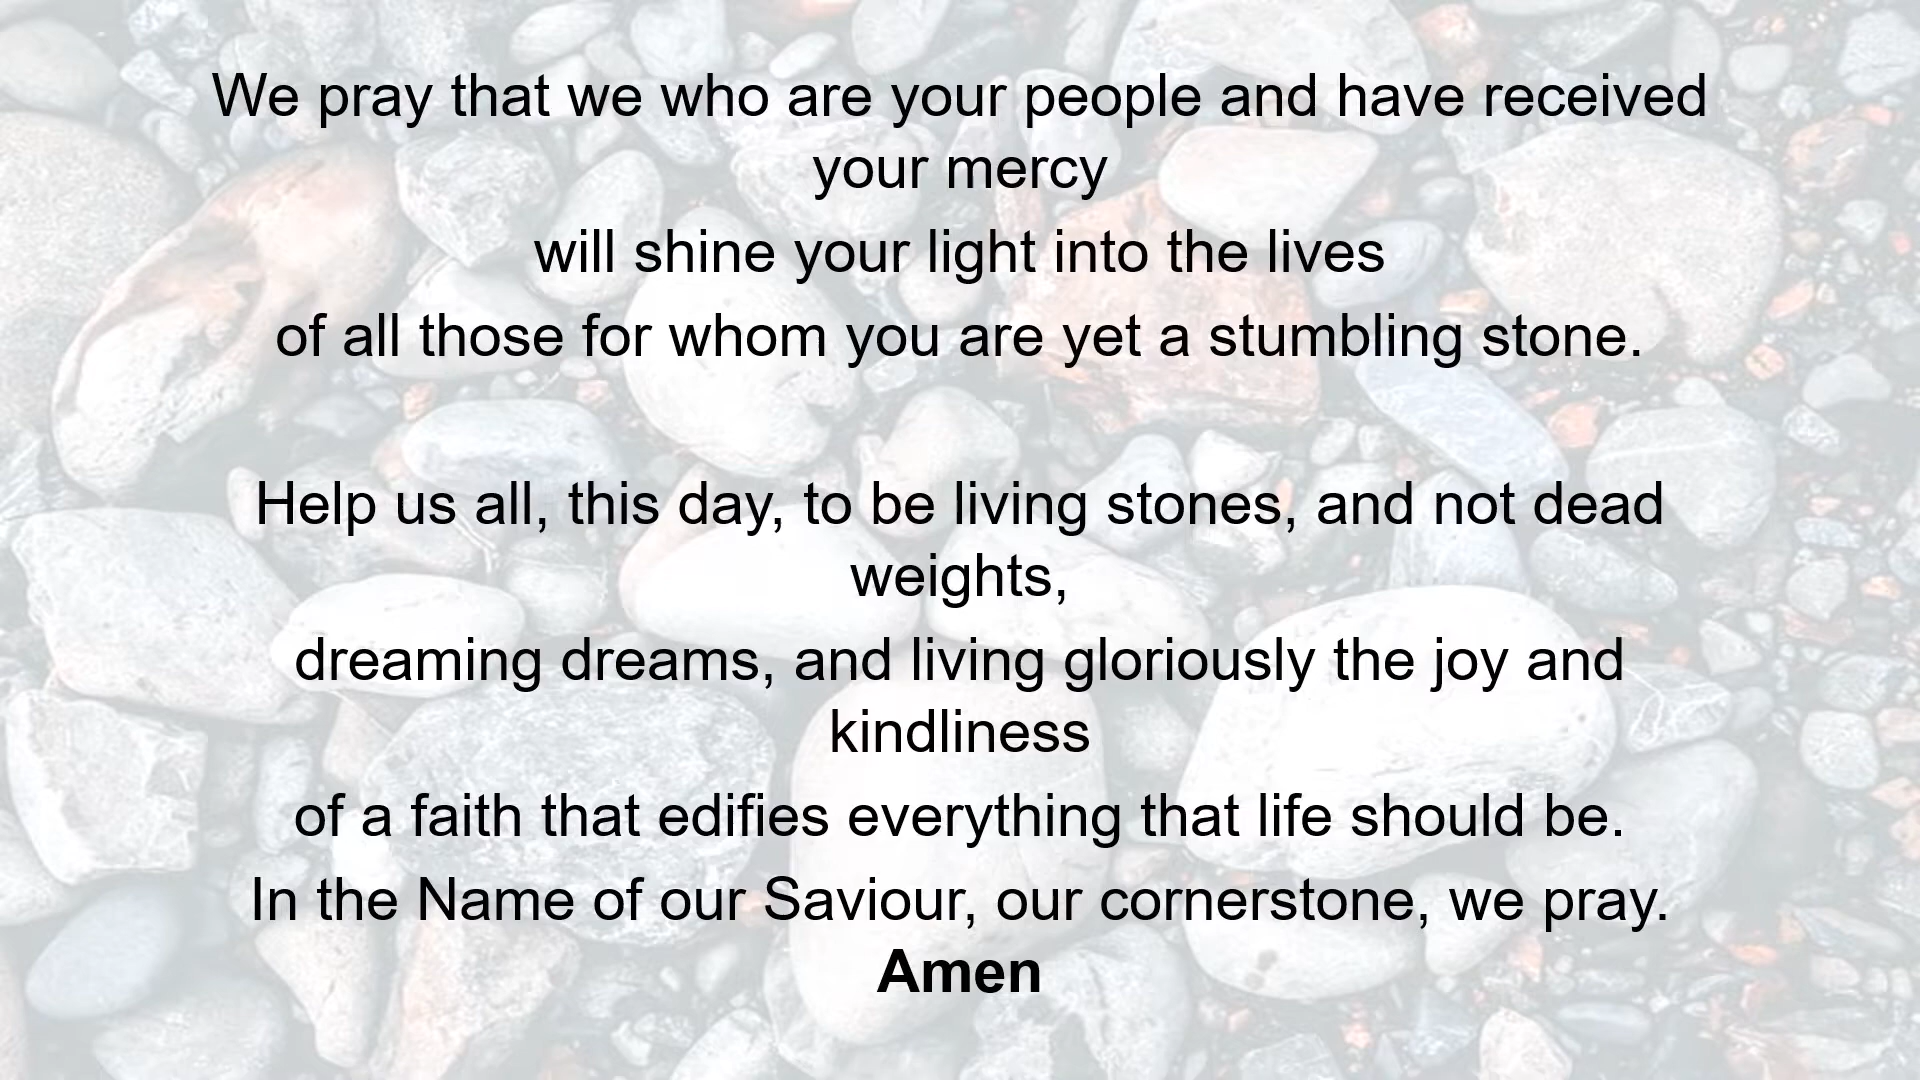 We pray that we who are your people and have received
your mercy
will shine your light into the lives
of all those for whom you are yet a stumbling stone.
Help us all, this day, to be living stones, and not dead
weights,
dreaming dreams, and living gloriously the joy and
kindliness
of a faith that edifies everything that life should be.
In the Name of our Saviour, our cornerstone, we pray.
Amen